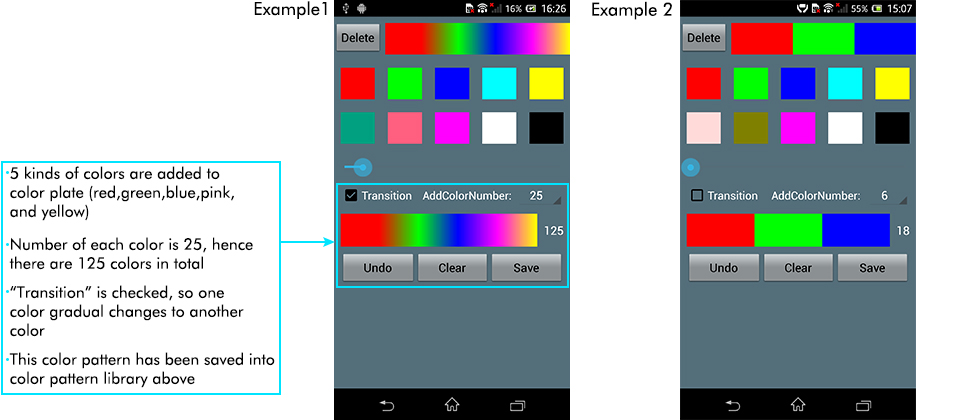 Example1
16% 16:26
Delete
Transition AddColorNumber: 25
125
Undo Clear Save
·5 kinds of colors are added to
color plate (red,green,blue,pink,
and yellow)
·Number of each color is 25, hence
there are 125 colors in total
·“Transition” is checked, so one
color gradual changes to another
color
·This color pattern has been saved into
color pattern library above
Example 2
55% 15:07
Delete
Transition AddColorNumber: 6
18
Undo Clear Save